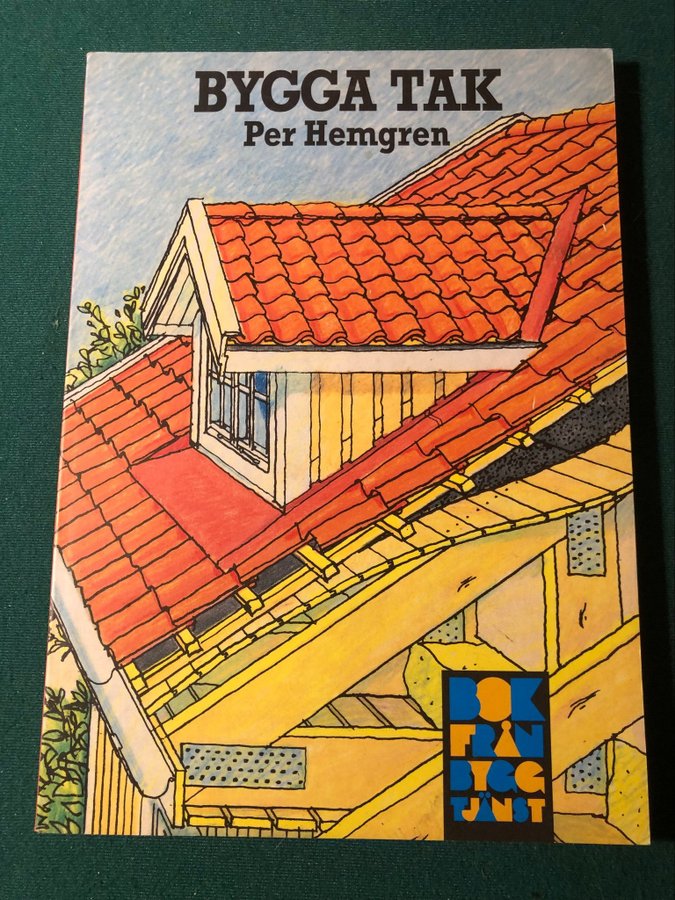 BYGGA TAK
Per Hemgren
BOK
FRÅN
BYGG
TJÄNST